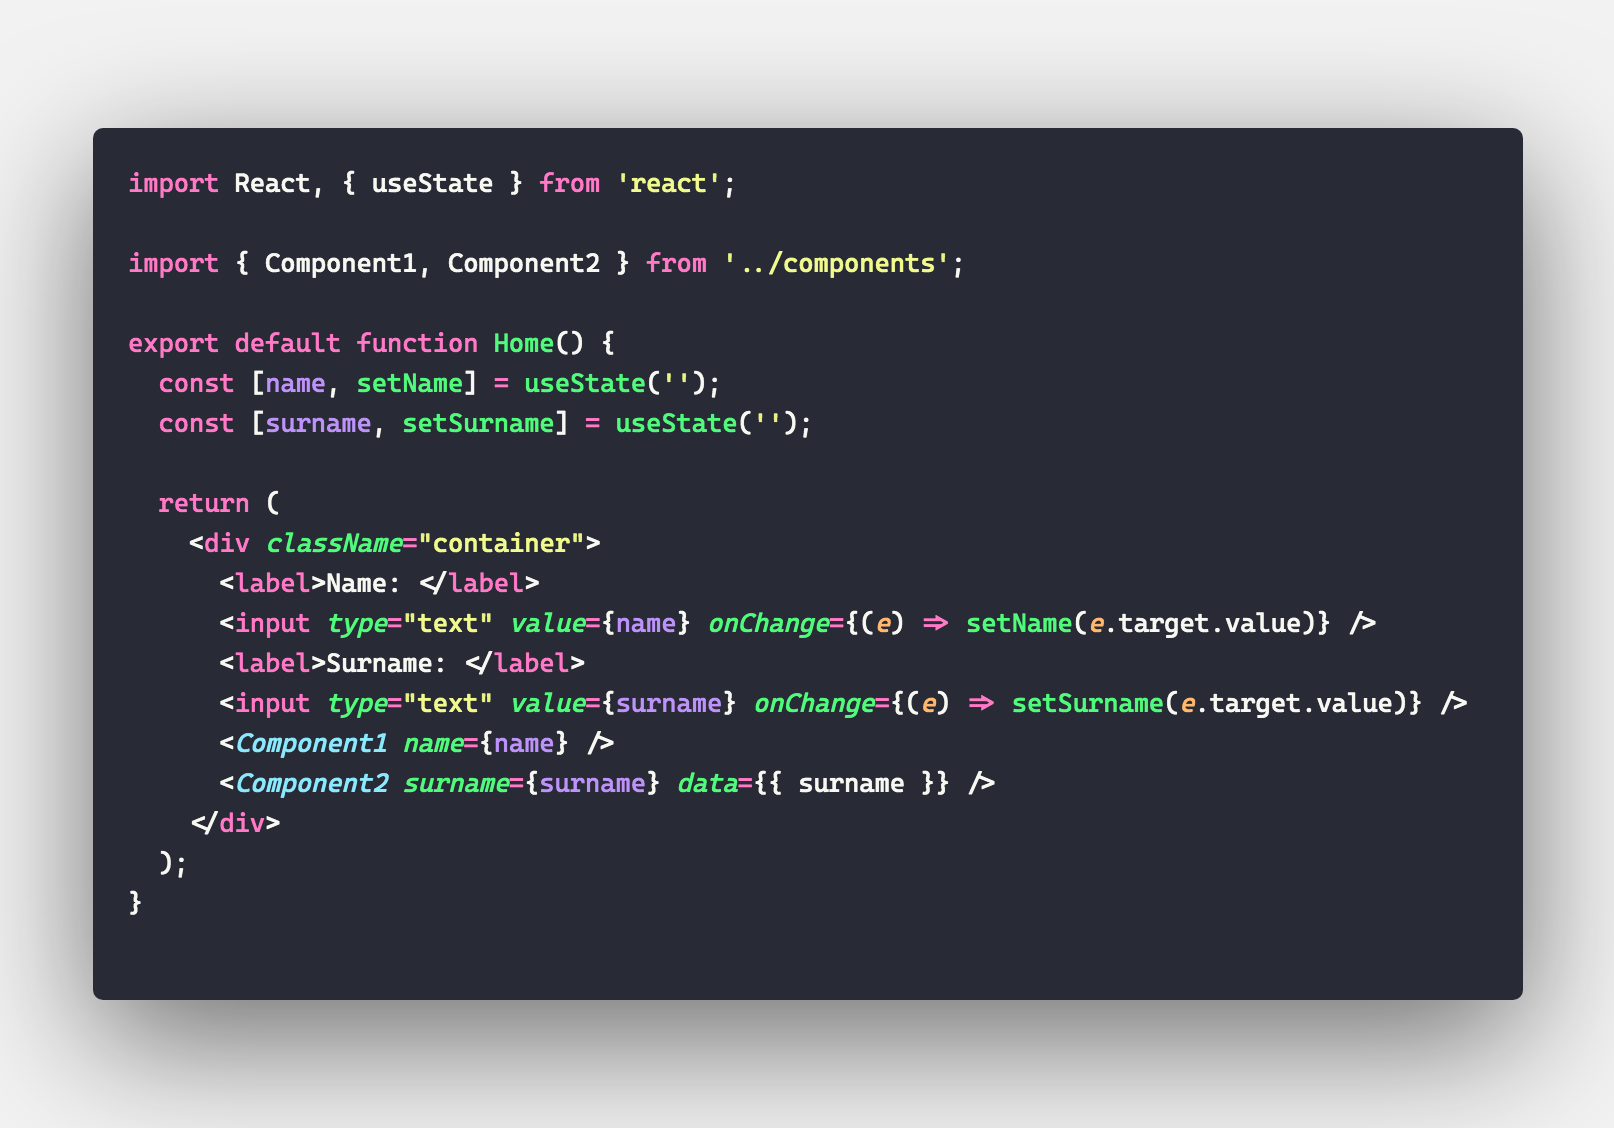 import React, { useState } from 'react';
import { Component1, Component2 } from '../components';
export default function Home() {
  const [name, setName] = useState('');
  const [surname, setSurname] = useState('');
  return (
    <div className="container">
      <label>Name: </label>
      <input type="text" value={name} onChange={(e) => setName(e.target.value)} />
      <label>Surname: </label>
      <input type="text" value={surname} onChange={(e) => setSurname(e.target.value)} />
      <Component1 name={name} />
      <Component2 surname={surname} data={{ surname }} />
    </div>
  );
}